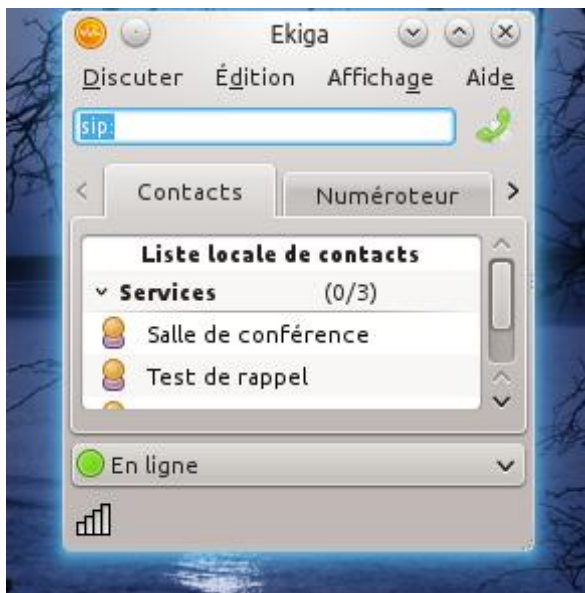 Ekiga
Discuter Édition Affichage Aide
sip:
Contacts Numéroteur
Liste locale de contacts
Services (0/3)
Salle de conférence
Test de rappel
En ligne